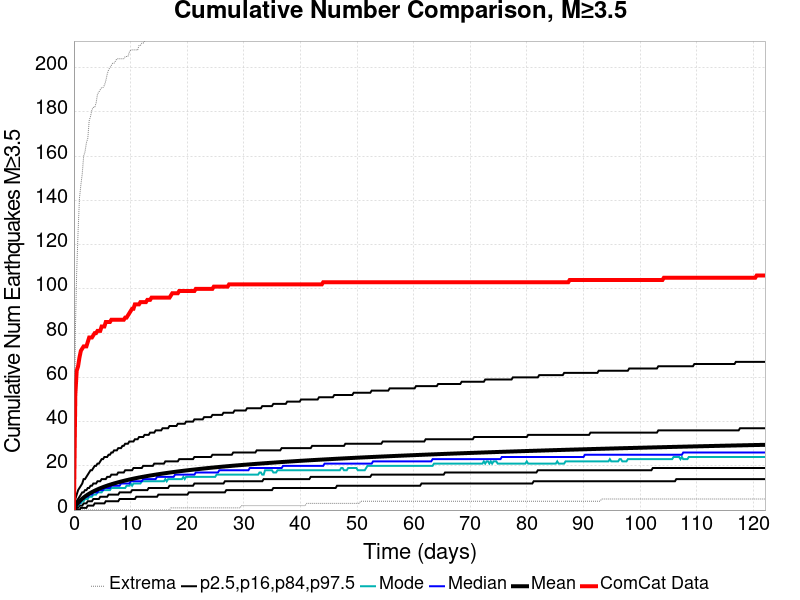 Cumulative Number Comparison, M≥3.5
Cumulative Num Earthquakes M≥3.5
200
180
160
140
120
100
80
60
40
20
0
0 10 20 30 40 50 60 70 80 90 100 110 120
Time (days)
Extrema p2.5,p16,p84,p97.5 Mode Median Mean ComCat Data